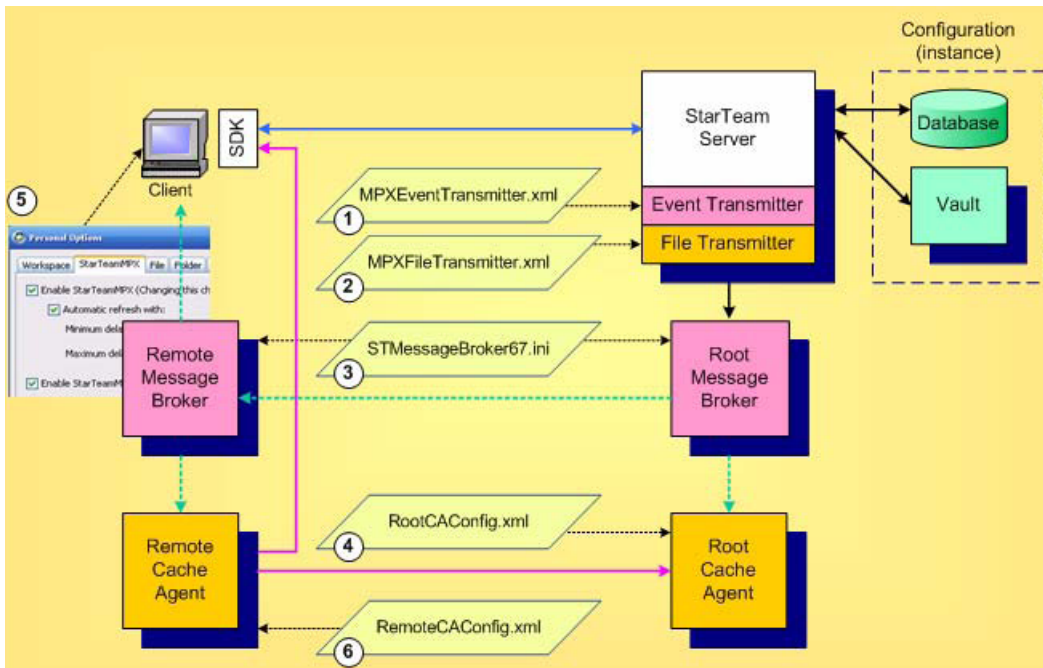 Configuration
(instance)
StarTeam
Server
Database
SDK
Client
MPXEventTransmitter.xml
1
Event Transmitter
Vault
5
Personal Options
Workspace StarTeamMPX File Folder
Enable StarTeamMPX (Changing this ch
Automatic refresh with:
Minimum dela
Maximum dela
Enable StarTeamM
File Transmitter
MPXFileTransmitter.xml
2
Remote
Message
Broker
STMessageBroker67.ini
3
Root
Message
Broker
Remote
Cache
Agent
RootCAConfig.xml
4
Root
Cache
Agent
RemoteCAConfig.xml
6